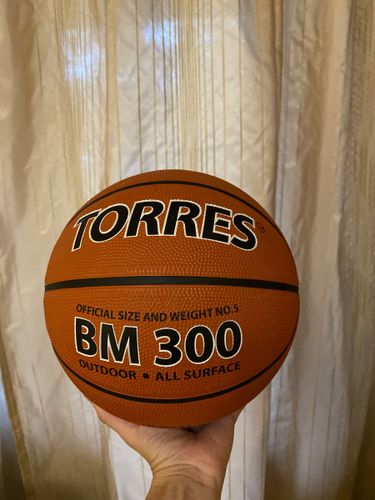 TORRES
OFFICIAL SIZE AND WEIGHT NO.5
BM 300
OUTDOOR • ALL SURFACE